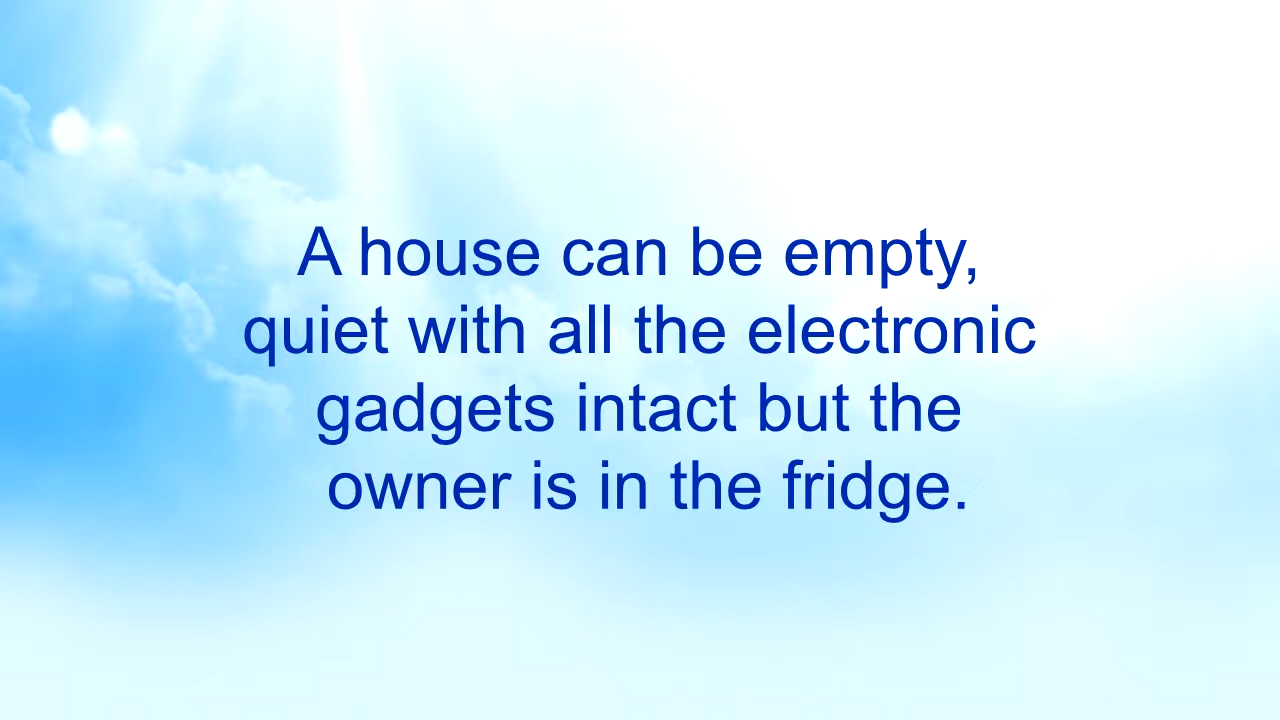 A house can be empty,
quiet with all the electronic
gadgets intact but the
owner is in the fridge.